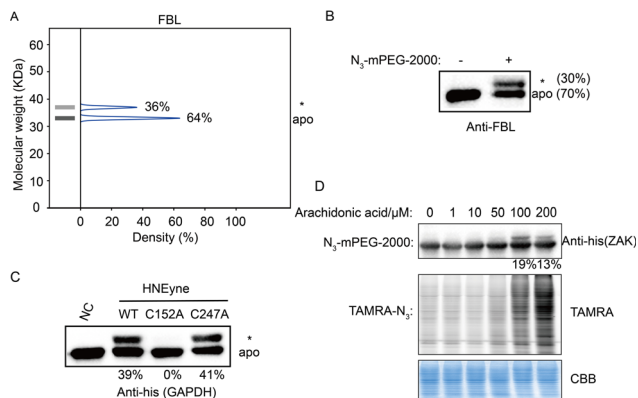 A
FBL
Molecular weight (KDa)
60
50
40
30
20
10
0
36%
64%
*
apo
0 20 40 60 80 100
Density (%)
B
N3-mPEG-2000: - +
* (30%)
apo (70%)
Anti-FBL
C
HNEyne
NC WT C152A C247A
*
apo
39% 0% 41%
Anti-his (GAPDH)
D
Arachidonic acid/μM: 0 1 10 50 100 200
N3-mPEG-2000:
Anti-his(ZAK)
19% 13%
TAMRA-N3:
TAMRA
CBB